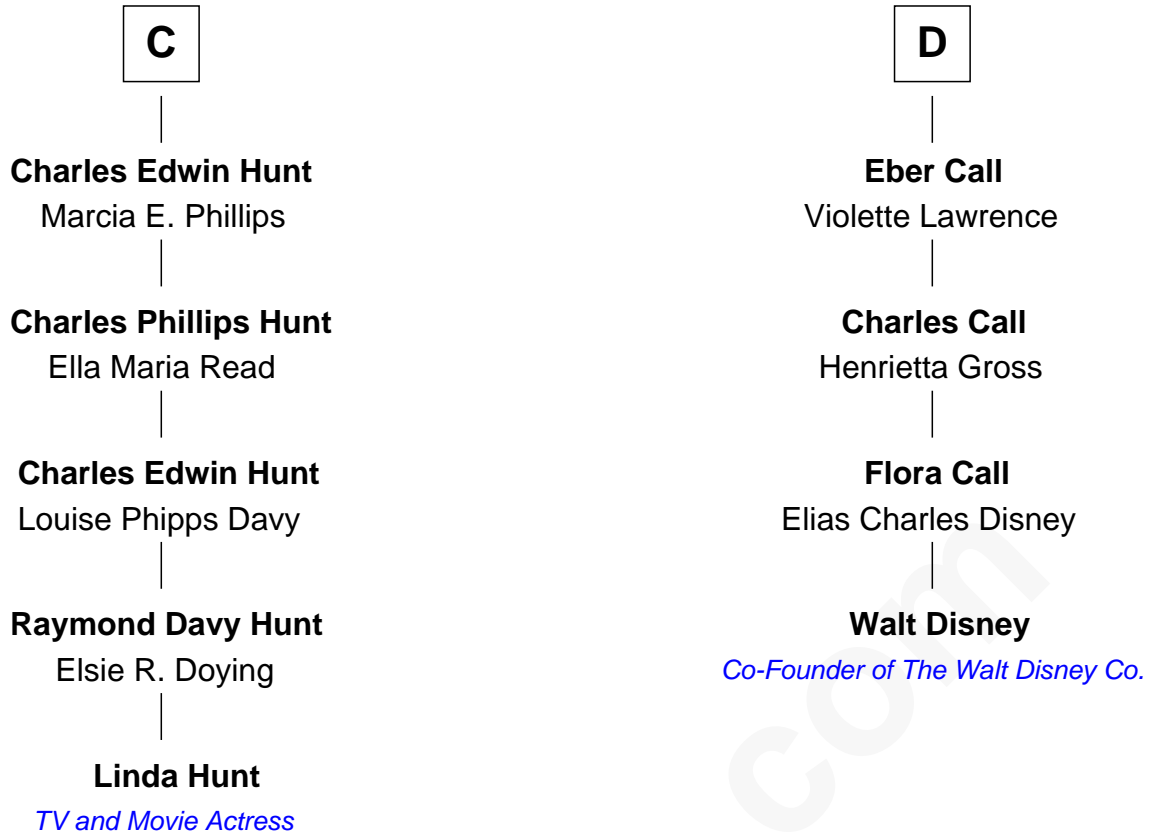 C
Charles Edwin Hunt
Marcia E. Phillips
Charles Phillips Hunt
Ella Maria Read
Charles Edwin Hunt
Louise Phipps Davy
Raymond Davy Hunt
Elsie R. Doying
Linda Hunt
TV and Movie Actress
D
Eber Call
Violette Lawrence
Charles Call
Henrietta Gross
Flora Call
Elias Charles Disney
Walt Disney
Co-Founder of The Walt Disney Co.
com